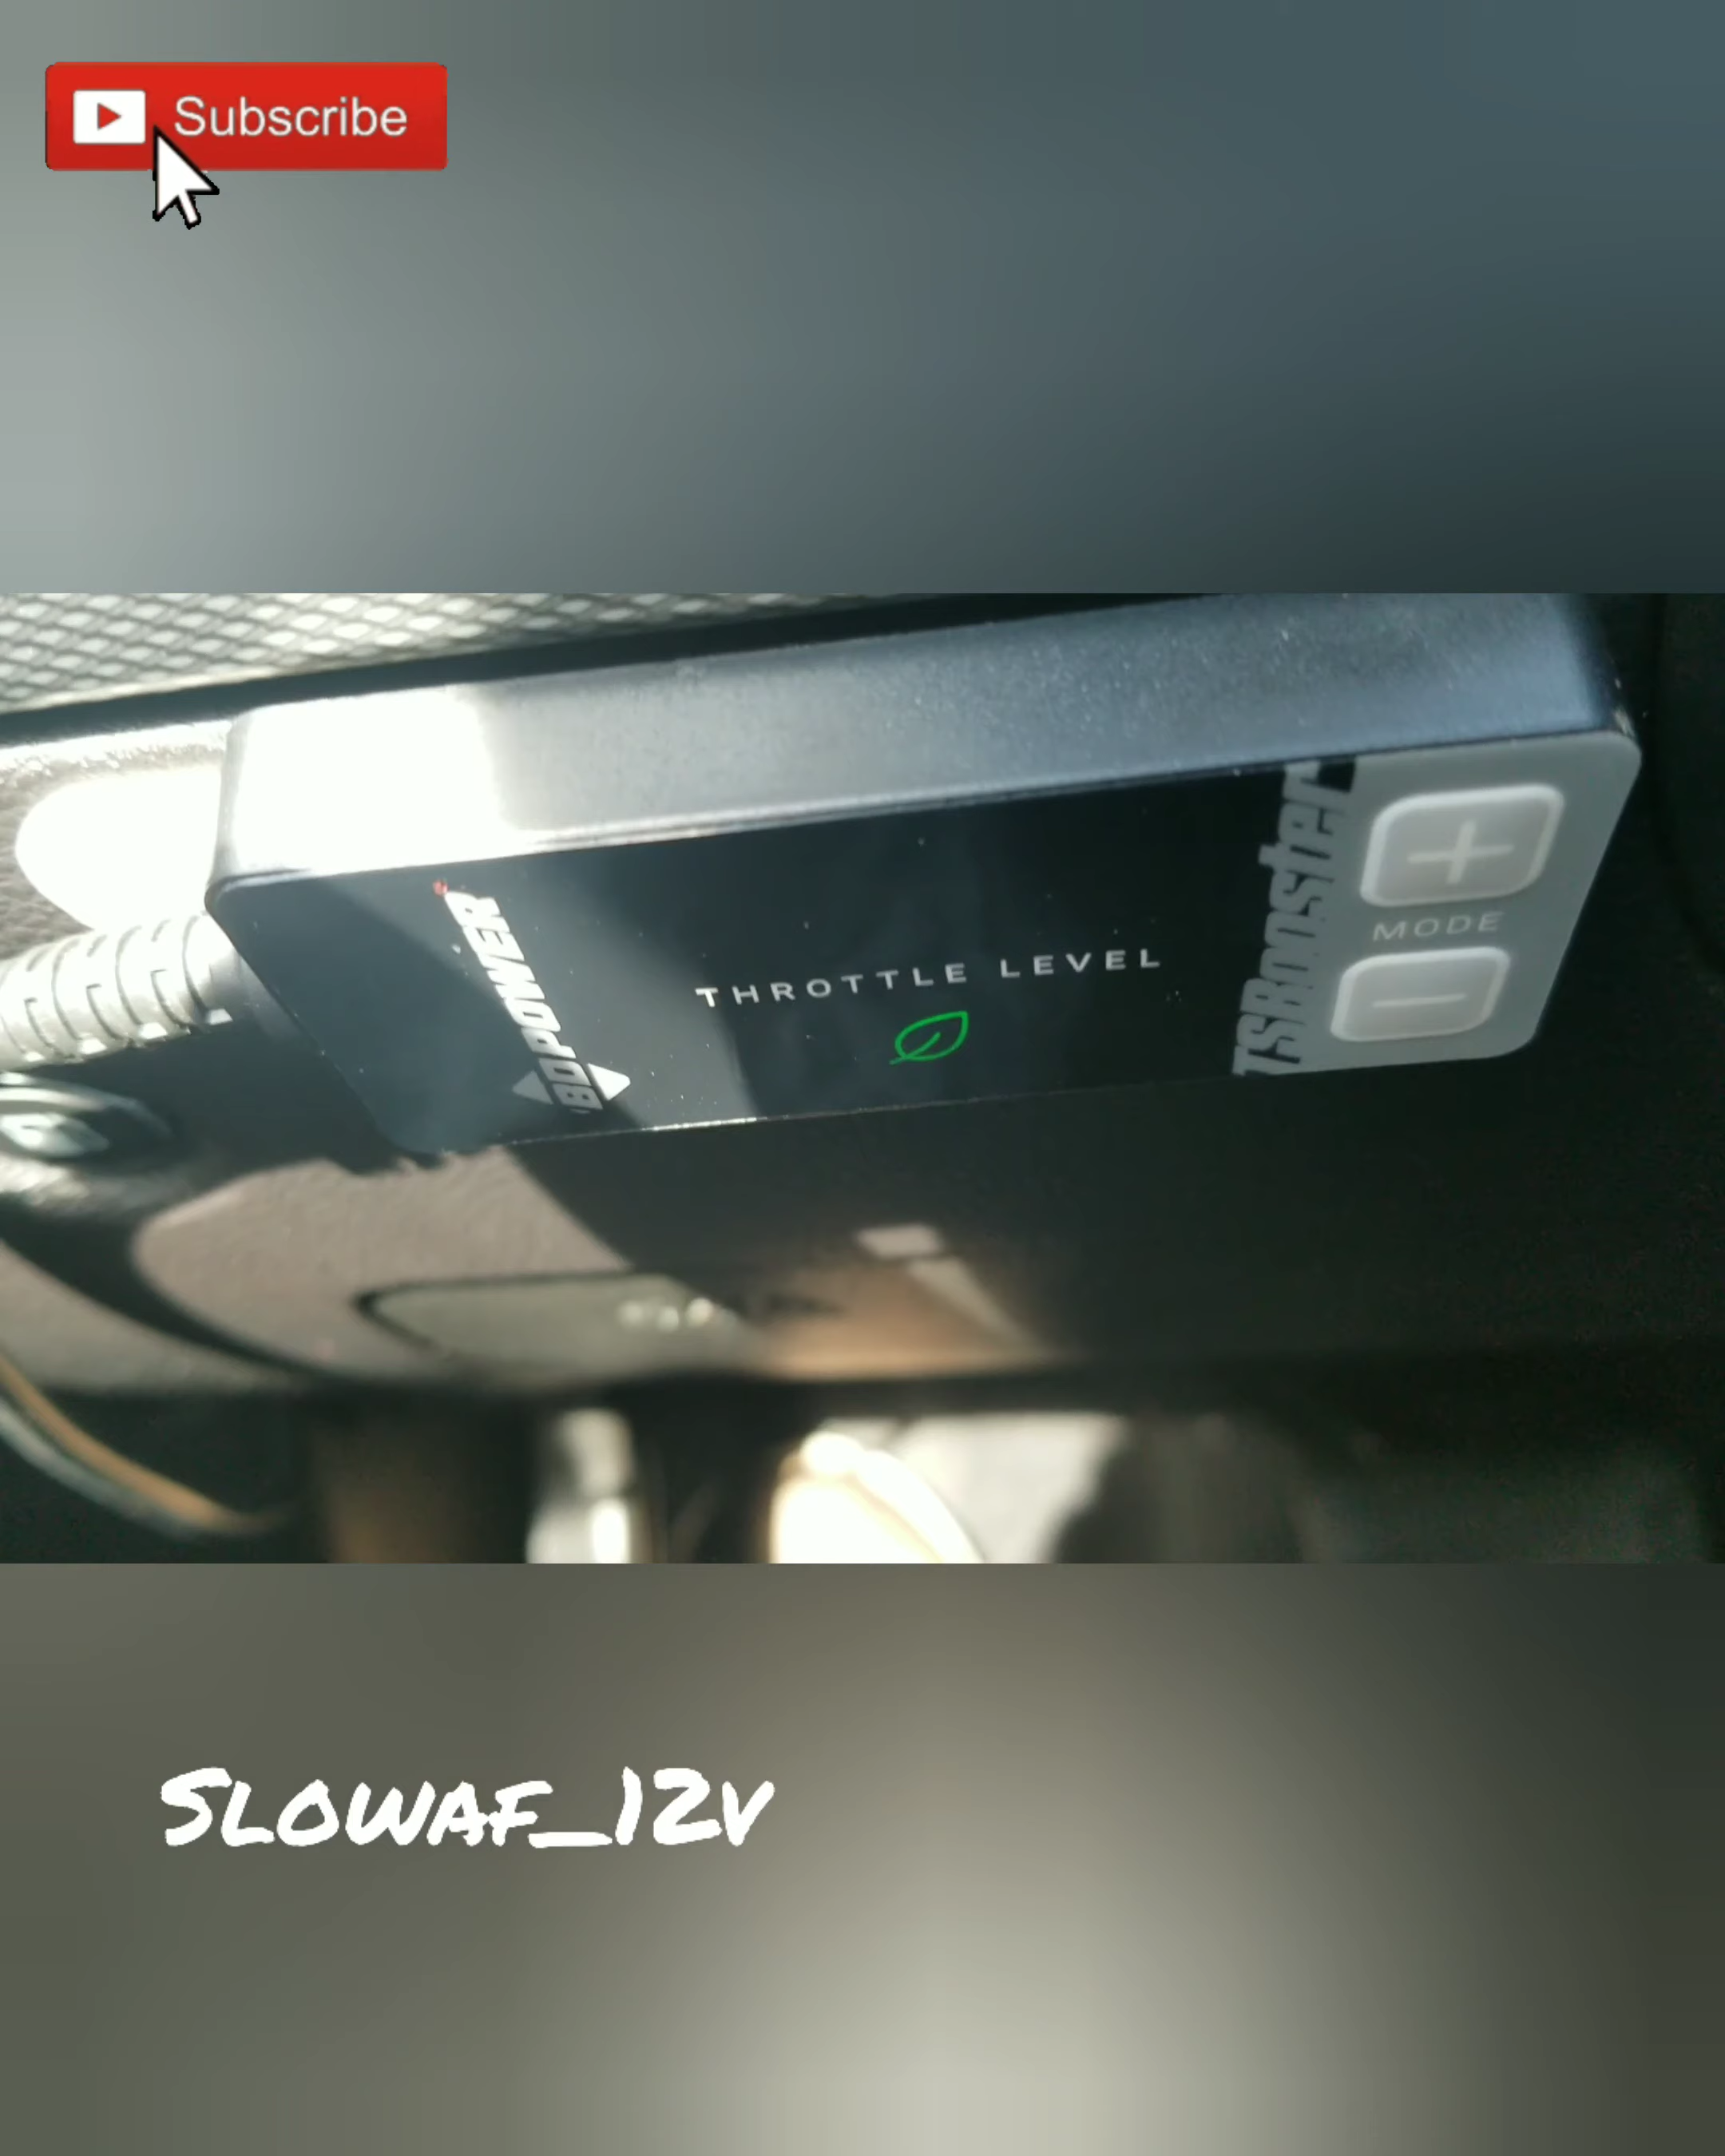 Subscribe
BDPOWER
THROTTLE LEVEL
TSBooster
MODE
Slowaf_12v